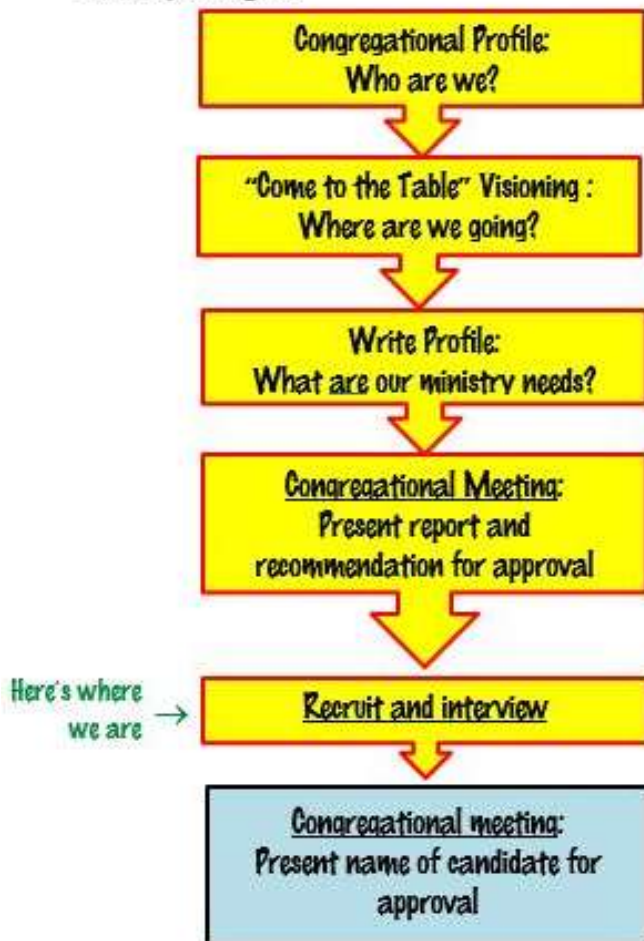 Congregational Profile:
Who are we?
"Come to the Table" Visioning :
Where are we going?
Write Profile:
What are our ministry needs?
Congregational Meeting:
Present report and
recommendation for approval
Here's where
we are →
Recruit and interview
Congregational meeting:
Present name of candidate for
approval